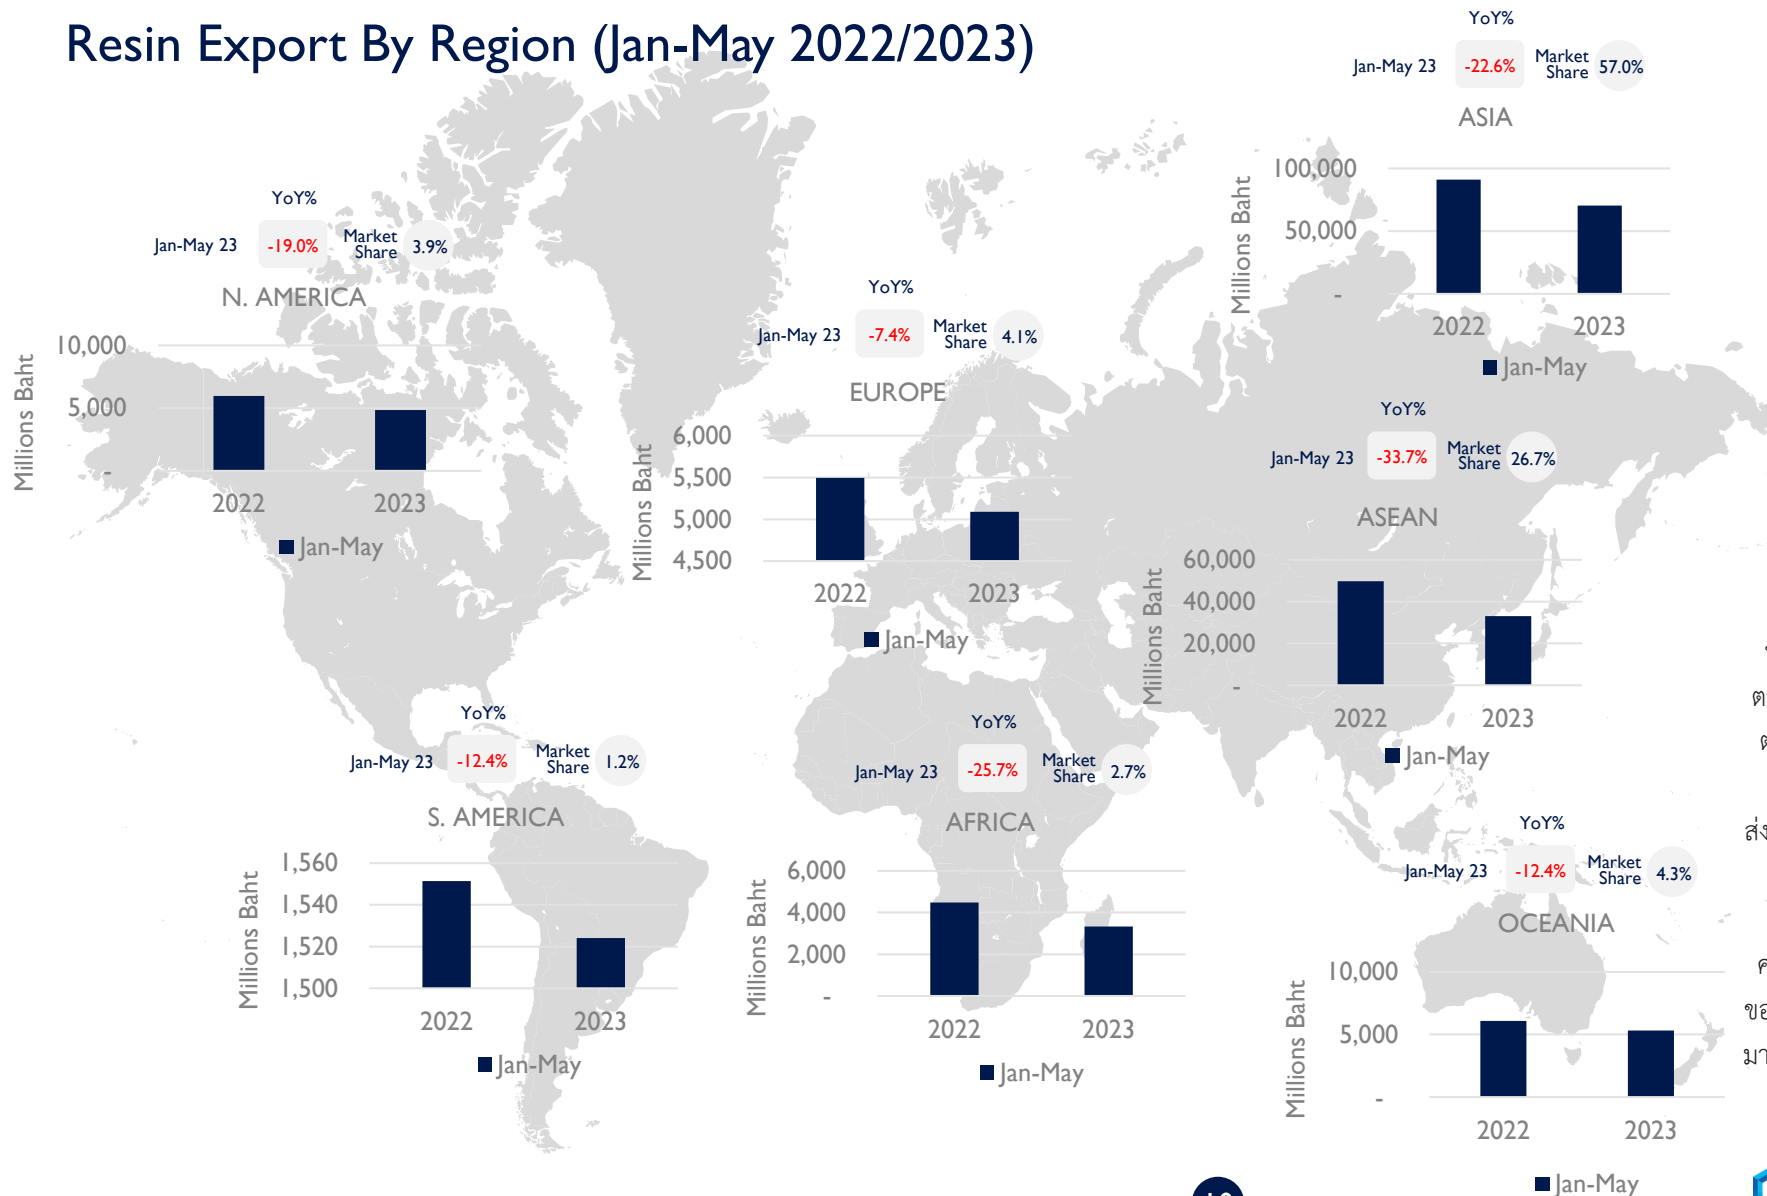 Resin Export By Region (Jan-May 2022/2023)
YoY%
Jan-May 23 -22.6% Market Share 57.0%
ASIA
Millions Baht
100,000
50,000
-
2022 2023
Jan-May
YoY%
Jan-May 23 -19.0% Market Share 3.9%
N. AMERICA
Millions Baht
10,000
5,000
-
2022 2023
Jan-May
YoY%
Jan-May 23 -7.4% Market Share 4.1%
EUROPE
Millions Baht
6,000
5,500
5,000
4,500
2022 2023
Jan-May
YoY%
Jan-May 23 -33.7% Market Share 26.7%
ASEAN
Millions Baht
60,000
40,000
20,000
-
2022 2023
Jan-May
YoY%
Jan-May 23 -12.4% Market Share 1.2%
S. AMERICA
Millions Baht
1,560
1,540
1,520
1,500
2022 2023
Jan-May
YoY%
Jan-May 23 -25.7% Market Share 2.7%
AFRICA
Millions Baht
6,000
4,000
2,000
-
2022 2023
Jan-May
YoY%
Jan-May 23 -12.4% Market Share 4.3%
OCEANIA
Millions Baht
10,000
5,000
-
2022 2023
Jan-May